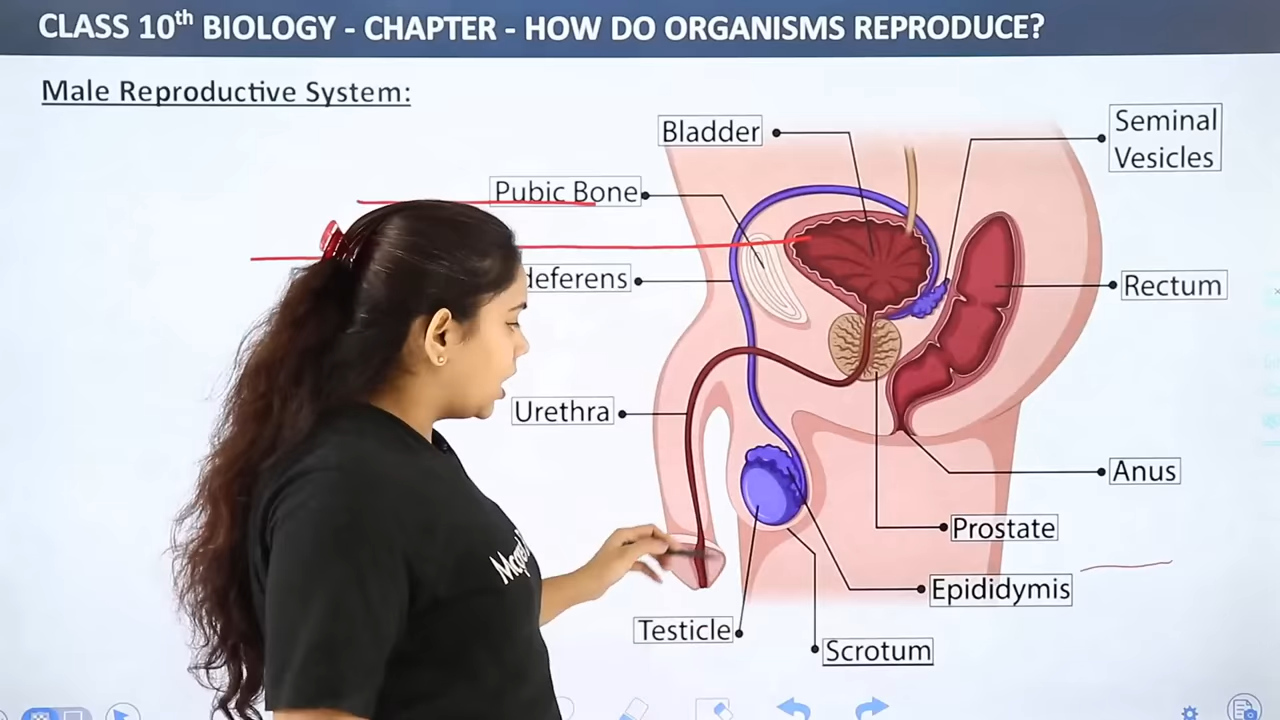 CLASS 10th BIOLOGY - CHAPTER - HOW DO ORGANISMS REPRODUCE?
Male Reproductive System:
Bladder
Seminal
Vesicles
Pubic Bone
deferens
Rectum
Urethra
Anus
Prostate
Epididymis
Testicle
Scrotum